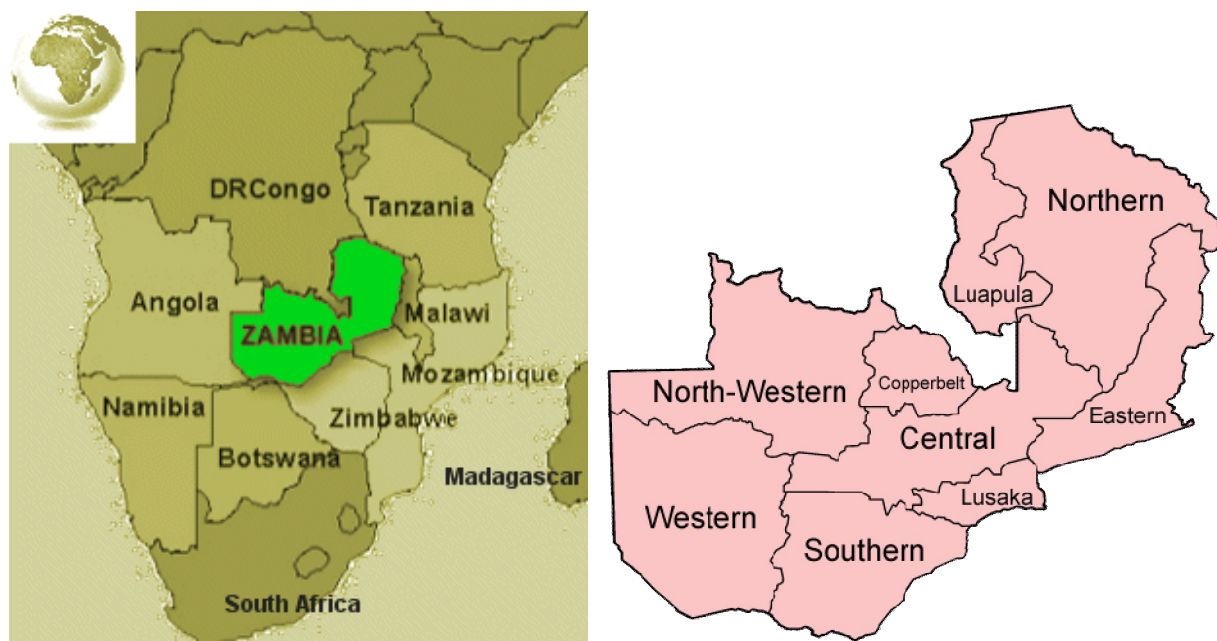 DRCongo
Tanzania
Angola
Malawi
ZAMBIA
Mozambique
Namibia
Zimbabwe
Botswana
Madagascar
South Africa
Northern
Luapula
North-Western
Copperbelt
Eastern
Central
Lusaka
Western
Southern